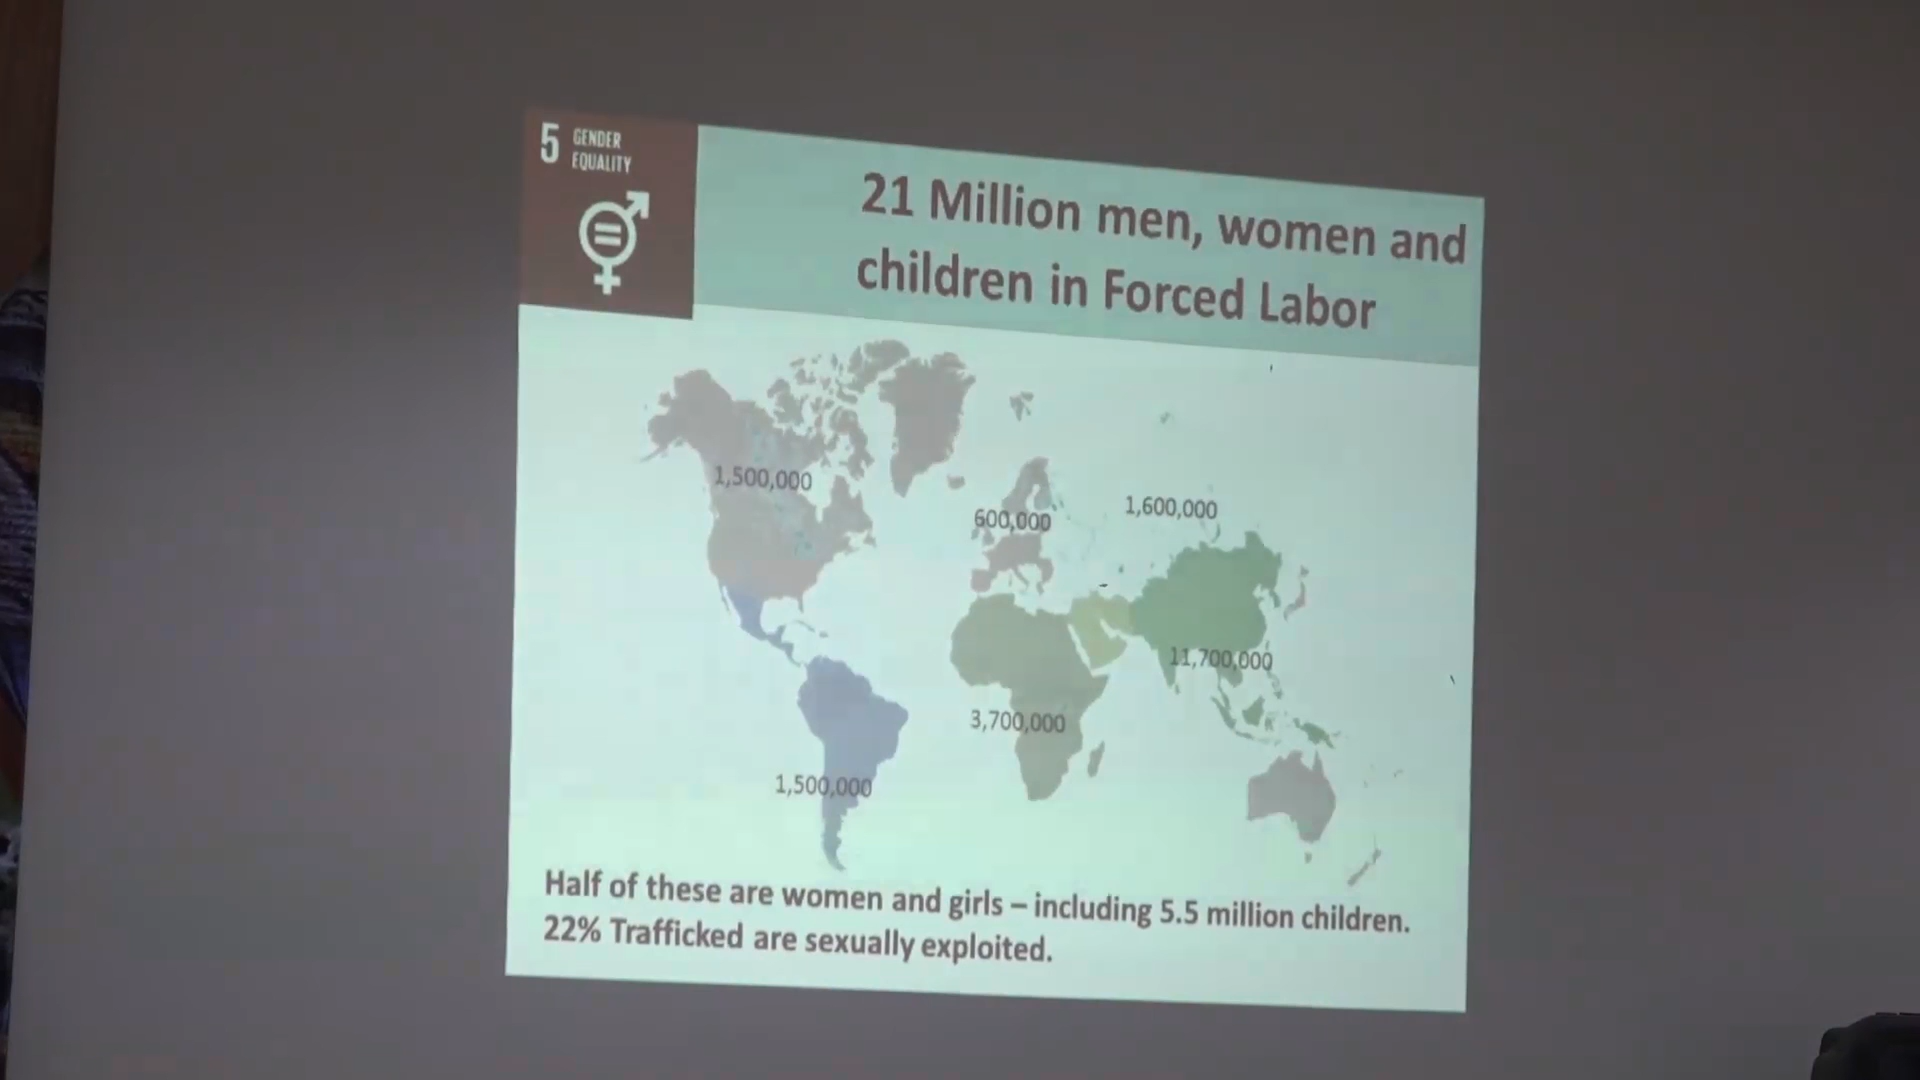 5 GENDER
EQUALITY
21 Million men, women and
children in Forced Labor
1,500,000
600,000
1,600,000
11,700,000
3,700,000
1,500,000
Half of these are women and girls – including 5.5 million children.
22% Trafficked are sexually exploited.